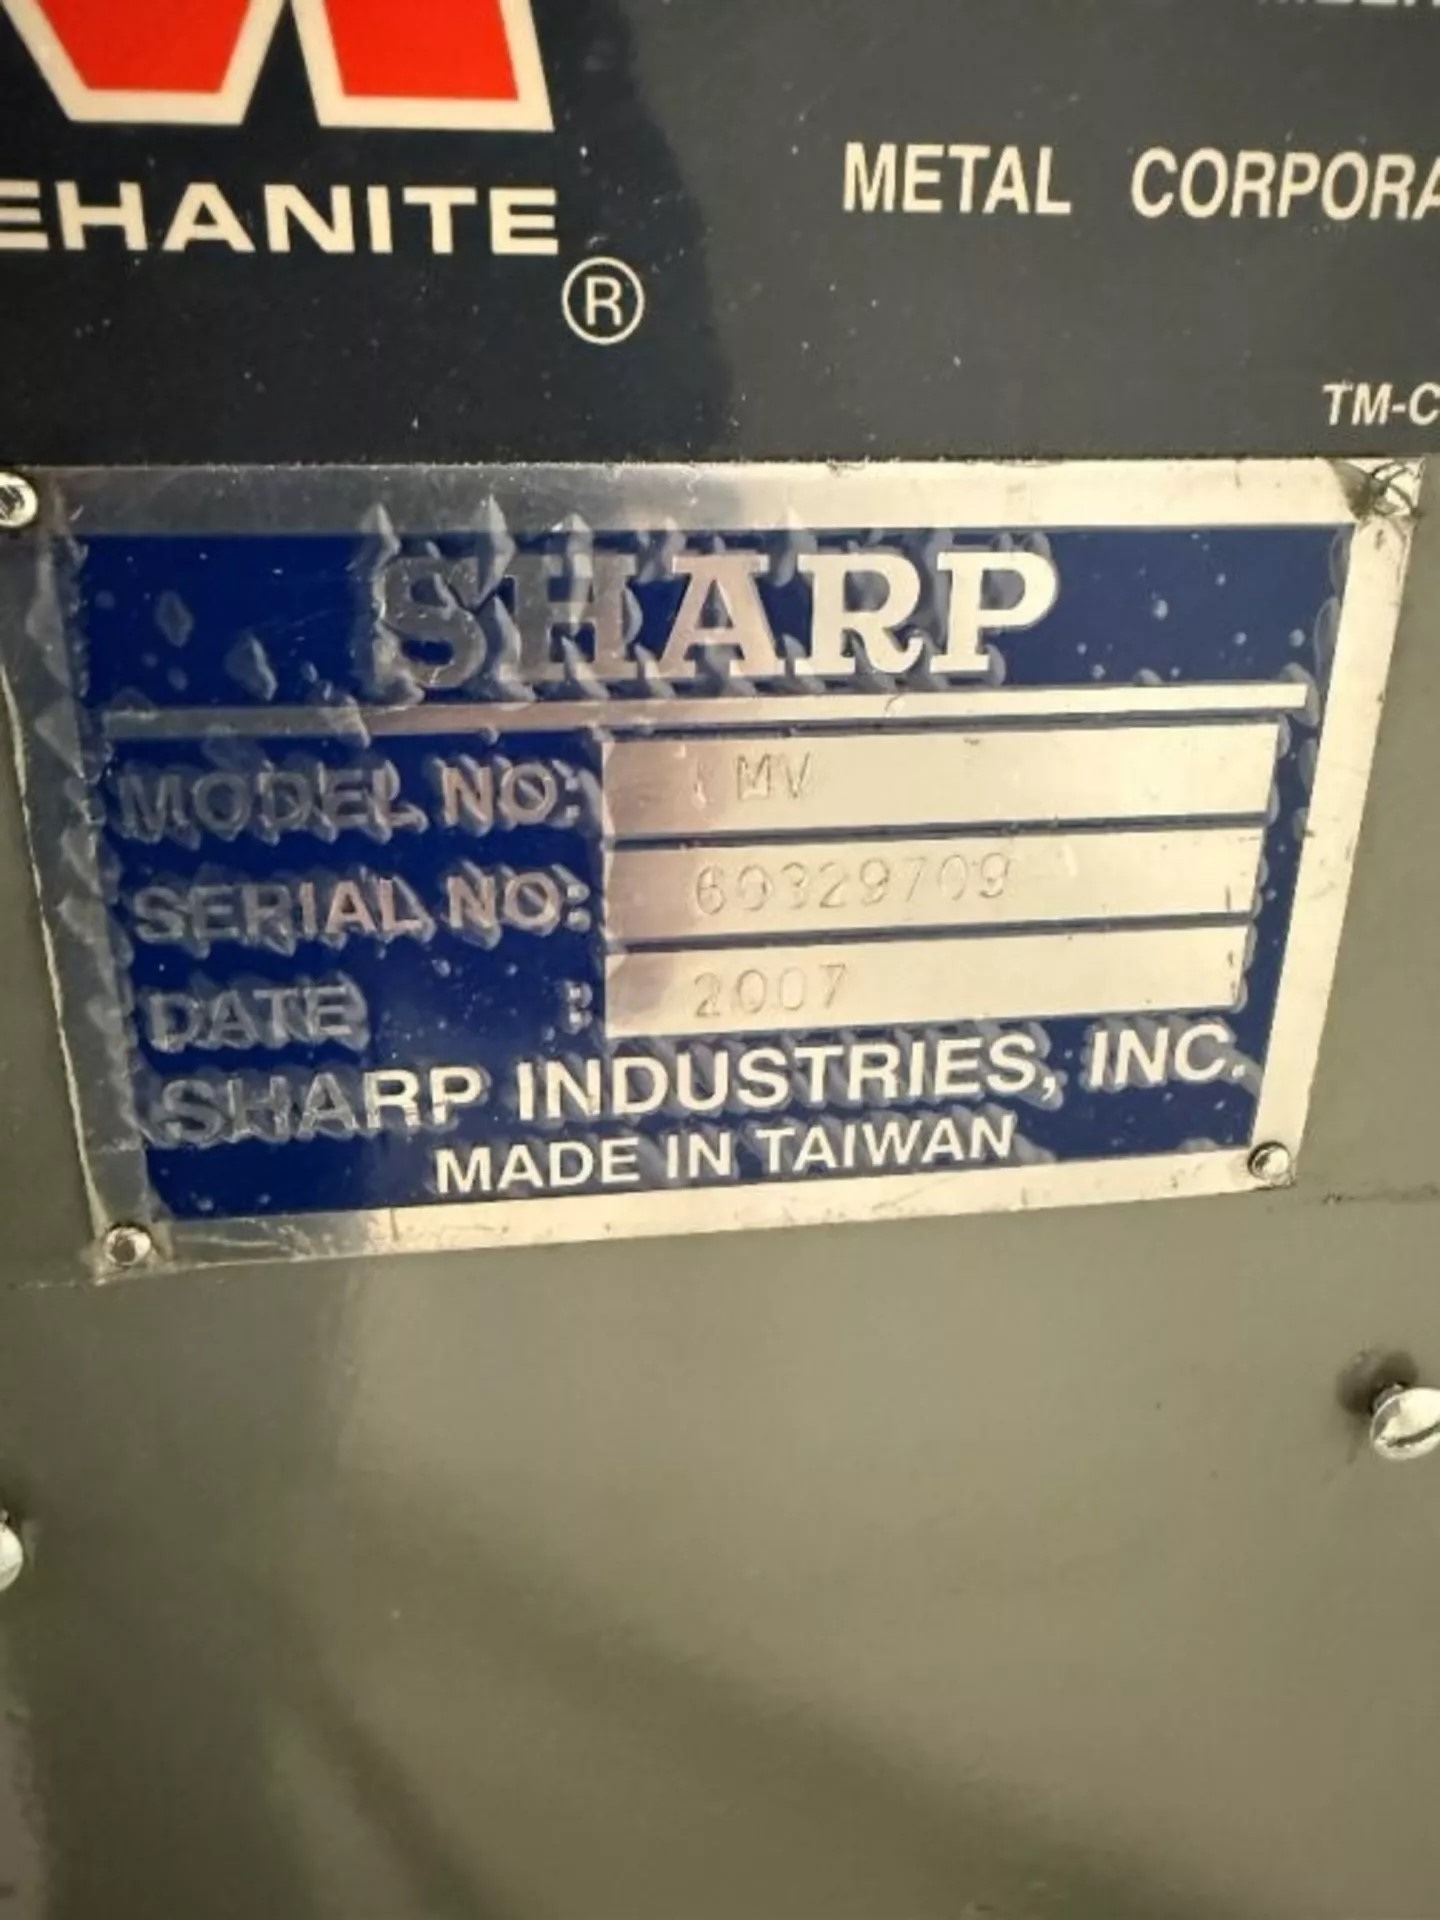 EHANITE
®
METAL CORPORA
TM-C
SHARP
MODEL NO: MV
SERIAL NO: 60329709
DATE : 2007
SHARP INDUSTRIES, INC.
MADE IN TAIWAN